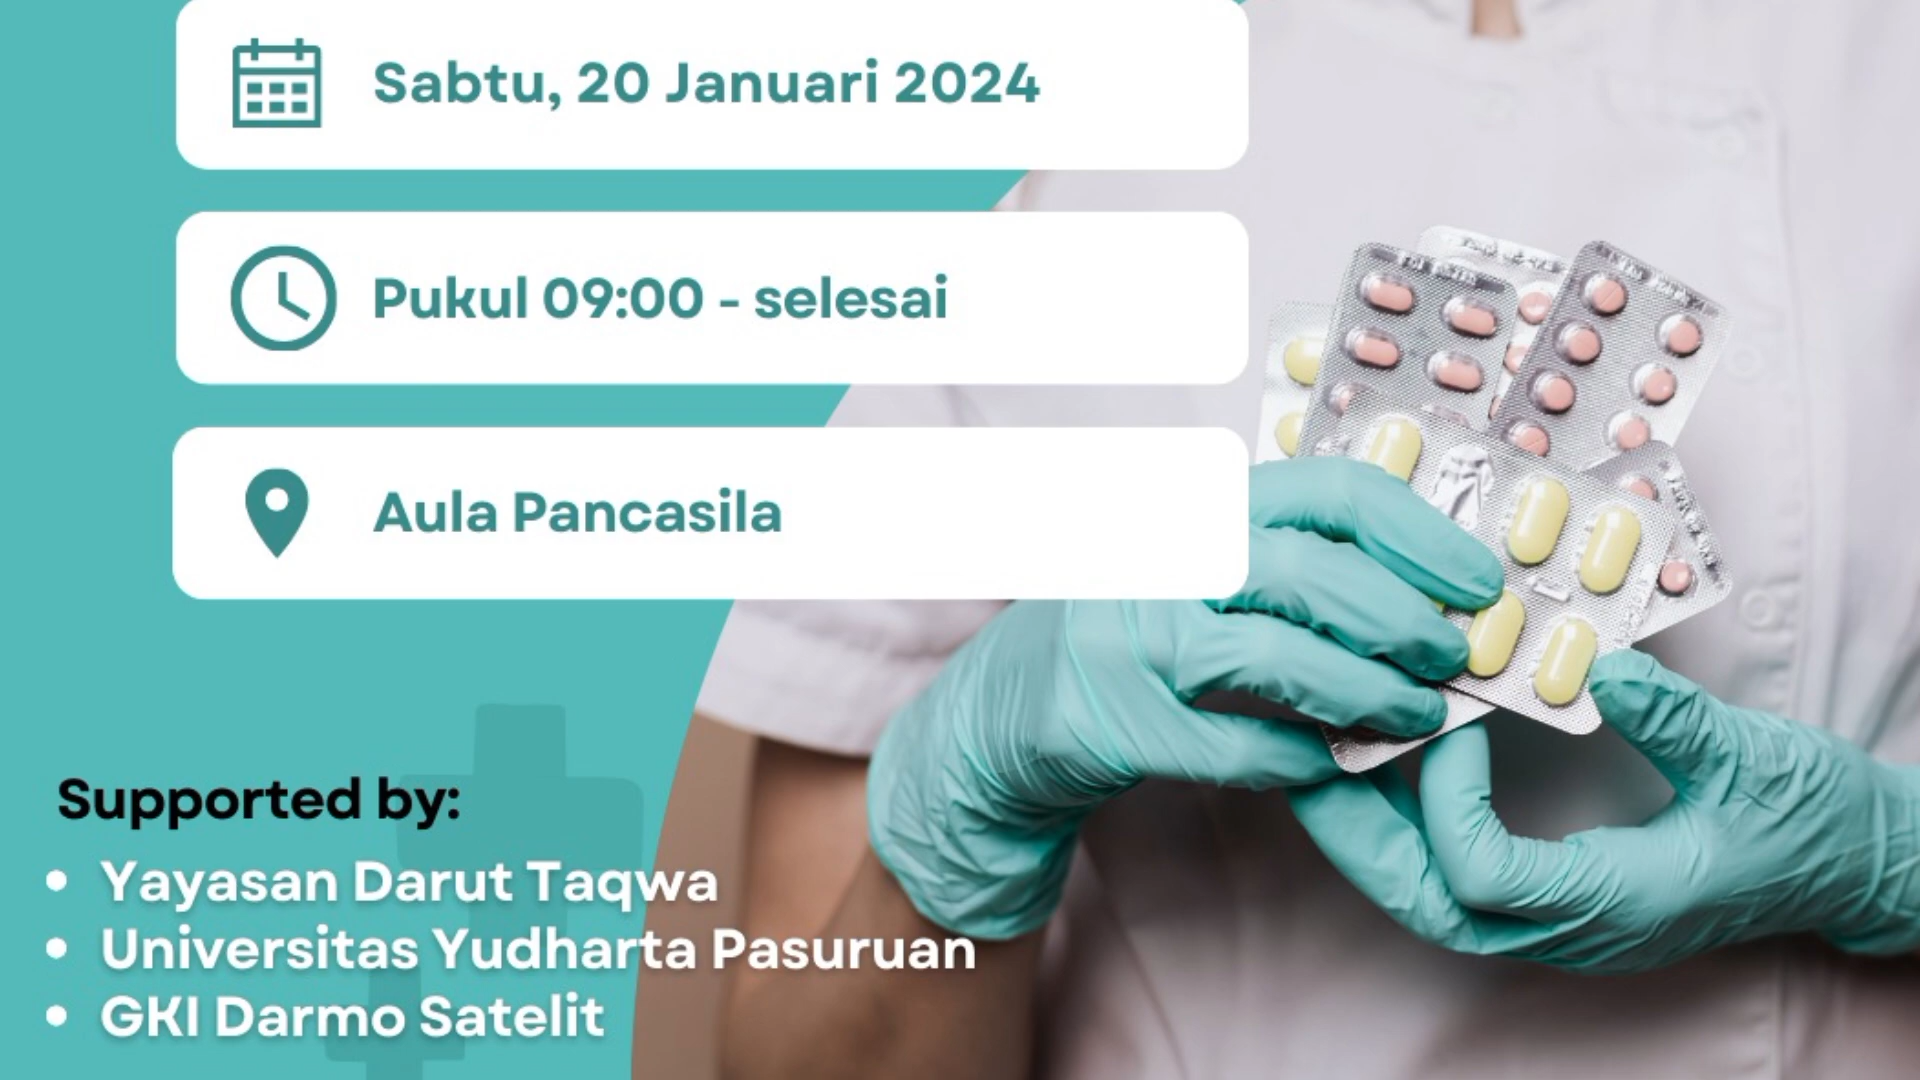 Sabtu, 20 Januari 2024
Pukul 09:00 - selesai
Aula Pancasila
Supported by:
• Yayasan Darut Taqwa
• Universitas Yudharta Pasuruan
• GKI Darmo Satelit